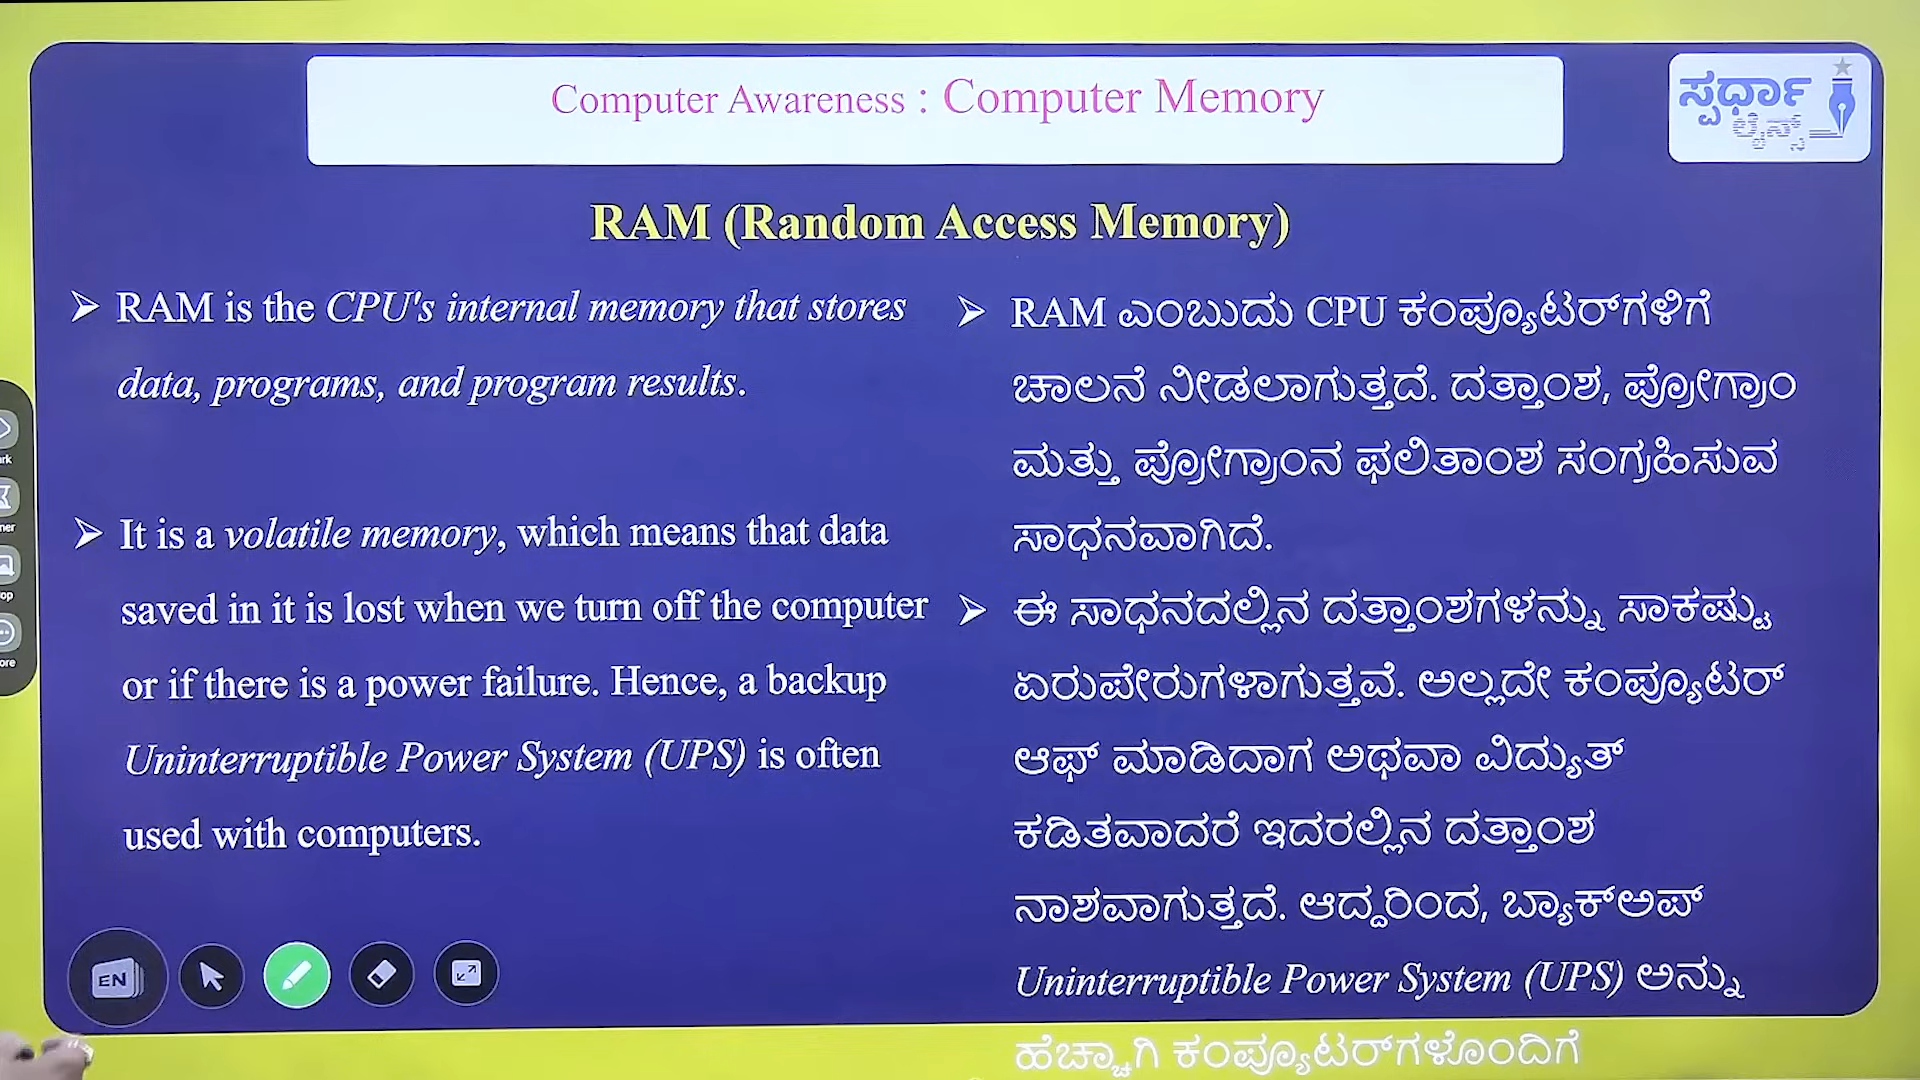 Computer Awareness : Computer Memory
ಸ್ಪರ್ಧಾ
RAM (Random Access Memory)
➢ RAM is the CPU's internal memory that stores
data, programs, and program results.
➢ It is a volatile memory, which means that data
saved in it is lost when we turn off the computer
or if there is a power failure. Hence, a backup
Uninterruptible Power System (UPS) is often
used with computers.
➢ RAM ಎಂಬುದು CPU ಕಂಪ್ಯೂಟರ್‌ಗಳಿಗೆ
ಚಾಲನೆ ನೀಡಲಾಗುತ್ತದೆ. ದತ್ತಾಂಶ, ಪ್ರೋಗ್ರಾಂ
ಮತ್ತು ಪ್ರೋಗ್ರಾಂನ ಫಲಿತಾಂಶ ಸಂಗ್ರಹಿಸುವ
ಸಾಧನವಾಗಿದೆ.
➢ ಈ ಸಾಧನದಲ್ಲಿನ ದತ್ತಾಂಶಗಳನ್ನು ಸಾಕಷ್ಟು
ಏರುಪೇರುಗಳಾಗುತ್ತವೆ. ಅಲ್ಲದೇ ಕಂಪ್ಯೂಟರ್
ಆಫ್ ಮಾಡಿದಾಗ ಅಥವಾ ವಿದ್ಯುತ್
ಕಡಿತವಾದರೆ ಇದರಲ್ಲಿನ ದತ್ತಾಂಶ
ನಾಶವಾಗುತ್ತದೆ. ಆದ್ದರಿಂದ, ಬ್ಯಾಕ್‌ಅಪ್
Uninterruptible Power System (UPS) ಅನ್ನು
ಹೆಚ್ಚಾಗಿ ಕಂಪ್ಯೂಟರ್‌ಗಳೊಂದಿಗೆ
EN